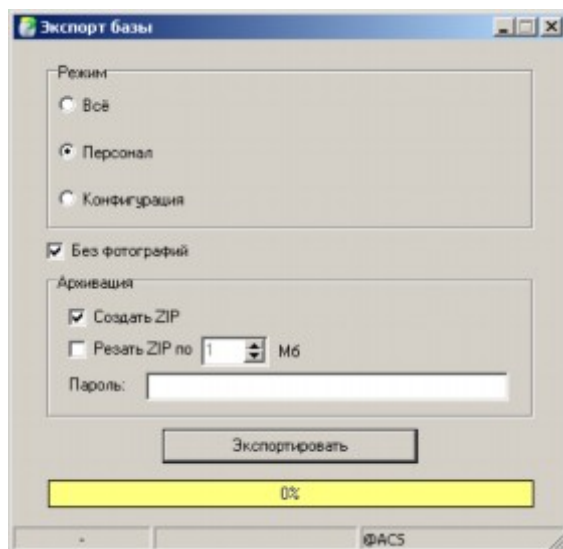 Экспорт базы
Режим
Всё
Персонал
Конфигурация
Без фотографий
Архивация
Создать ZIP
Резать ZIP по 1 Мб
Пароль:
Экспортировать
0%
- @ACS